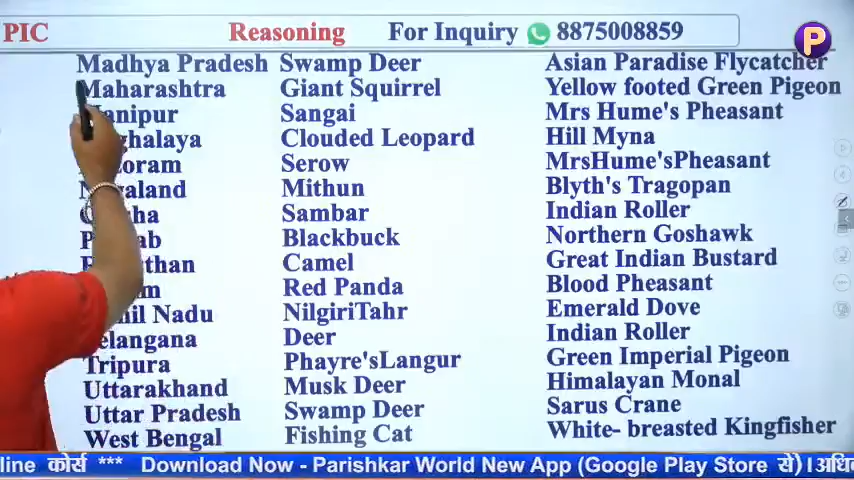 PIC Reasoning For Inquiry 8875008859
P
Madhya Pradesh Swamp Deer Asian Paradise Flycatcher
Maharashtra Giant Squirrel Yellow footed Green Pigeon
Sangai Mrs Hume's Pheasant
Clouded Leopard Hill Myna
Serow MrsHume'sPheasant
Mithun Blyth's Tragopan
Sambar Indian Roller
Blackbuck Northern Goshawk
Camel Great Indian Bustard
Red Panda Blood Pheasant
Nadu NilgiriTahr Emerald Dove
Deer Indian Roller
Tripura Phayre'sLangur Green Imperial Pigeon
Uttarakhand Musk Deer Himalayan Monal
Uttar Pradesh Swamp Deer Sarus Crane
West Bengal Fishing Cat White- breasted Kingfisher
line कोर्स *** Download Now - Parishkar World New App (Google Play Store से) । अधि